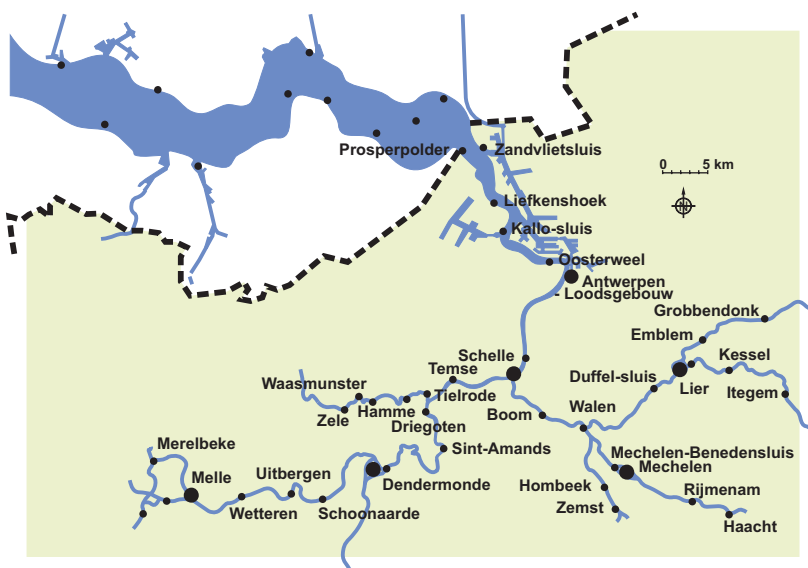 Prosperpolder
Zandvlietsluis
0 5 km
Liefkenshoek
Kallo-sluis
Oosterweel
Antwerpen
- Loodsgebouw
Grobbendonk
Emblem
Schelle
Kessel
Temse
Duffel-sluis
Lier
Itegem
Waasmunster
Tielrode
Zele
Hamme
Driegoten
Boom
Walen
Merelbeke
Sint-Amands
Mechelen-Benedensluis
Mechelen
Melle
Uitbergen
Dendermonde
Hombeek
Rijmenam
Wetteren
Schoonaarde
Zemst
Haacht